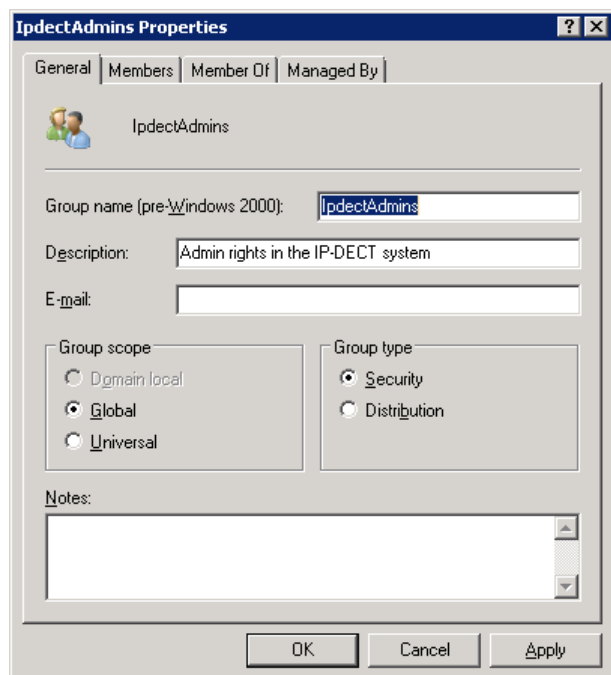 IpdectAdmins Properties
General Members Member Of Managed By
IpdectAdmins
Group name (pre-Windows 2000): IpdectAdmins
Description: Admin rights in the IP-DECT system
E-mail:
Group scope Group type
Domain local Security
Global Distribution
Universal
Notes:
OK Cancel Apply